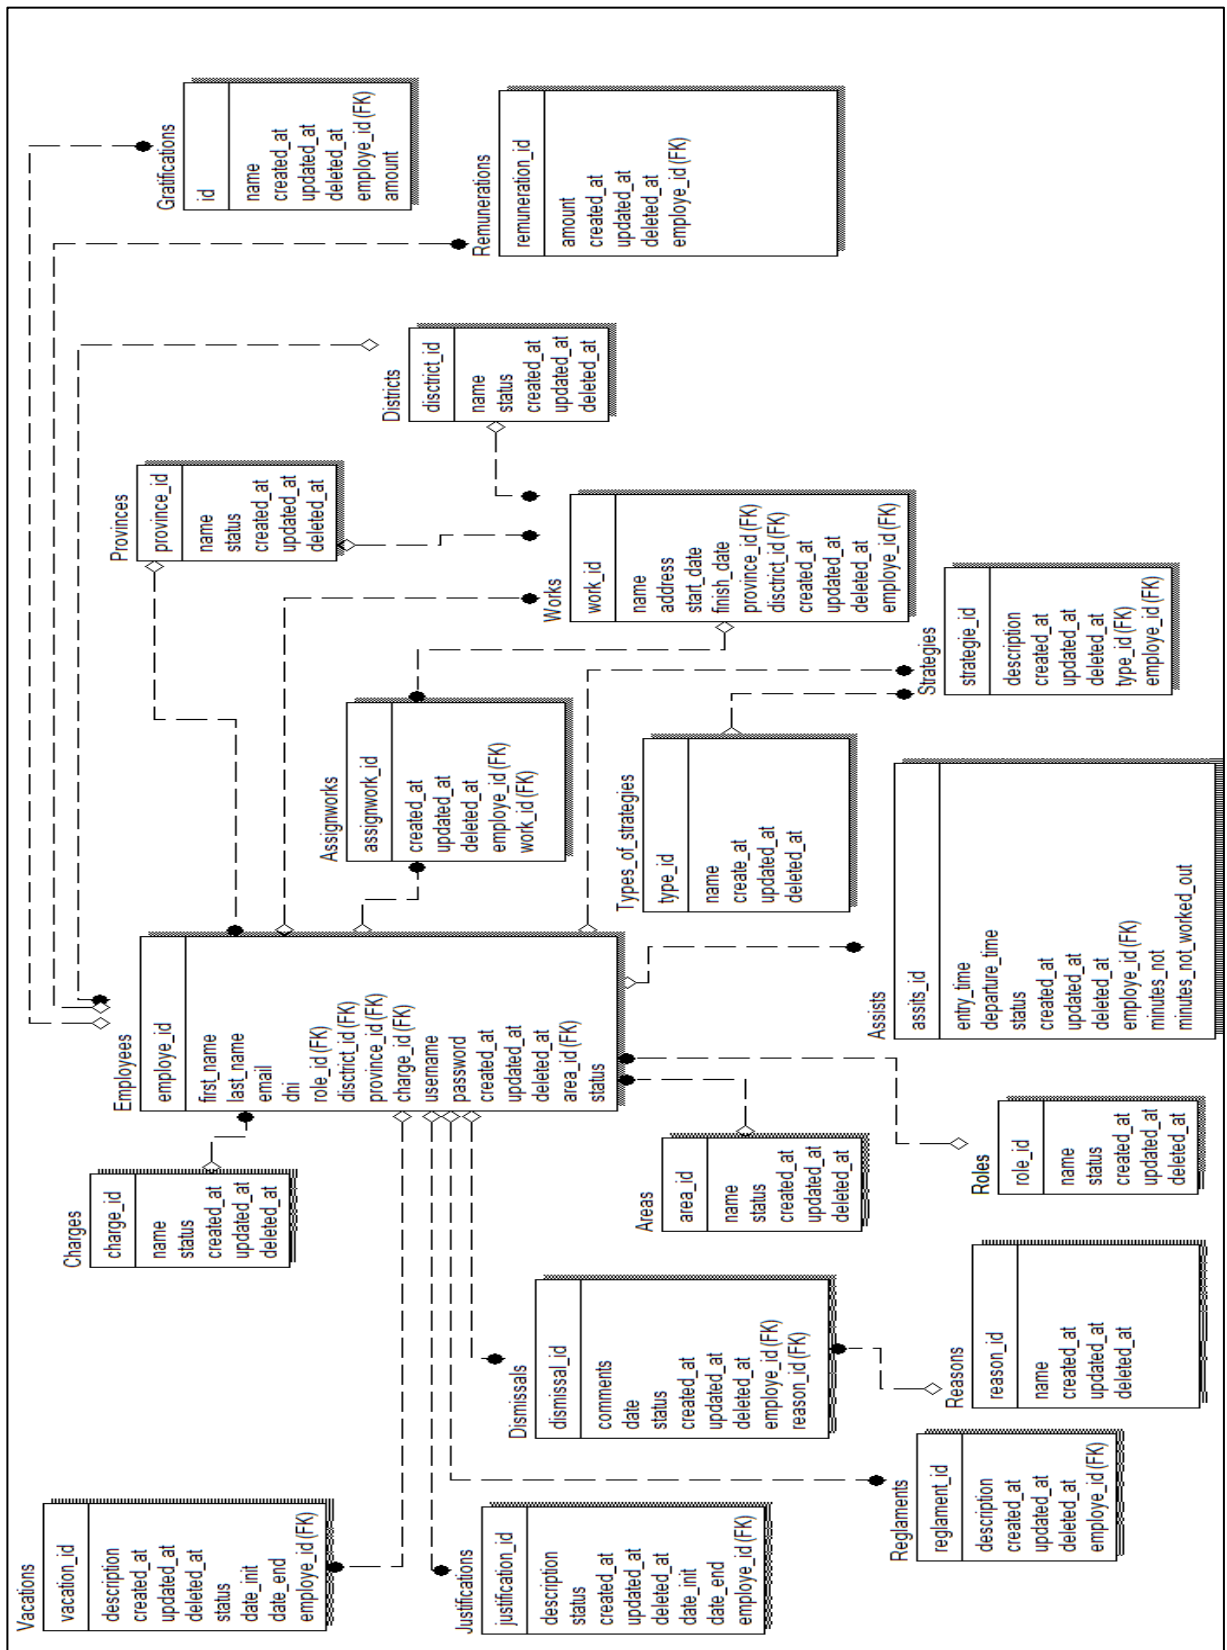 Vacations
vacation_id
description
created_at
updated_at
deleted_at
status
date_init
date_end
employe_id (FK)
Justifications
justification_id
description
status
created_at
updated_at
deleted_at
date_init
date_end
employe_id (FK)
Reglaments
reglament_id
description
created_at
updated_at
deleted_at
employe_id (FK)
Dismissals
dismissal_id
comments
date
status
created_at
updated_at
deleted_at
employe_id (FK)
reason_id (FK)
Reasons
reason_id
name
created_at
updated_at
deleted_at
Charges
charge_id
name
status
created_at
updated_at
deleted_at
Areas
area_id
name
status
created_at
updated_at
deleted_at
Roles
role_id
name
status
created_at
updated_at
deleted_at
Employees
employe_id
first_name
last_name
email
dni
role_id (FK)
disctrict_id (FK)
province_id (FK)
charge_id (FK)
username
password
created_at
updated_at
deleted_at
area_id (FK)
status
Assists
assits_id
entry_time
departure_time
status
created_at
updated_at
deleted_at
employe_id (FK)
minutes_not
minutes_not_worked_out
Assignworks
assignwork_id
created_at
updated_at
deleted_at
employe_id (FK)
work_id (FK)
Types_of_strategies
type_id
name
create_at
updated_at
deleted_at
Strategies
strategie_id
description
created_at
updated_at
deleted_at
type_id (FK)
employe_id (FK)
Provinces
province_id
name
status
created_at
updated_at
deleted_at
Works
work_id
name
address
start_date
finish_date
province_id (FK)
disctrict_id (FK)
created_at
updated_at
deleted_at
employe_id (FK)
Districts
disctrict_id
name
status
created_at
updated_at
deleted_at
Gratifications
id
name
created_at
updated_at
deleted_at
employe_id (FK)
amount
Remunerations
remuneration_id
amount
created_at
updated_at
deleted_at
employe_id (FK)